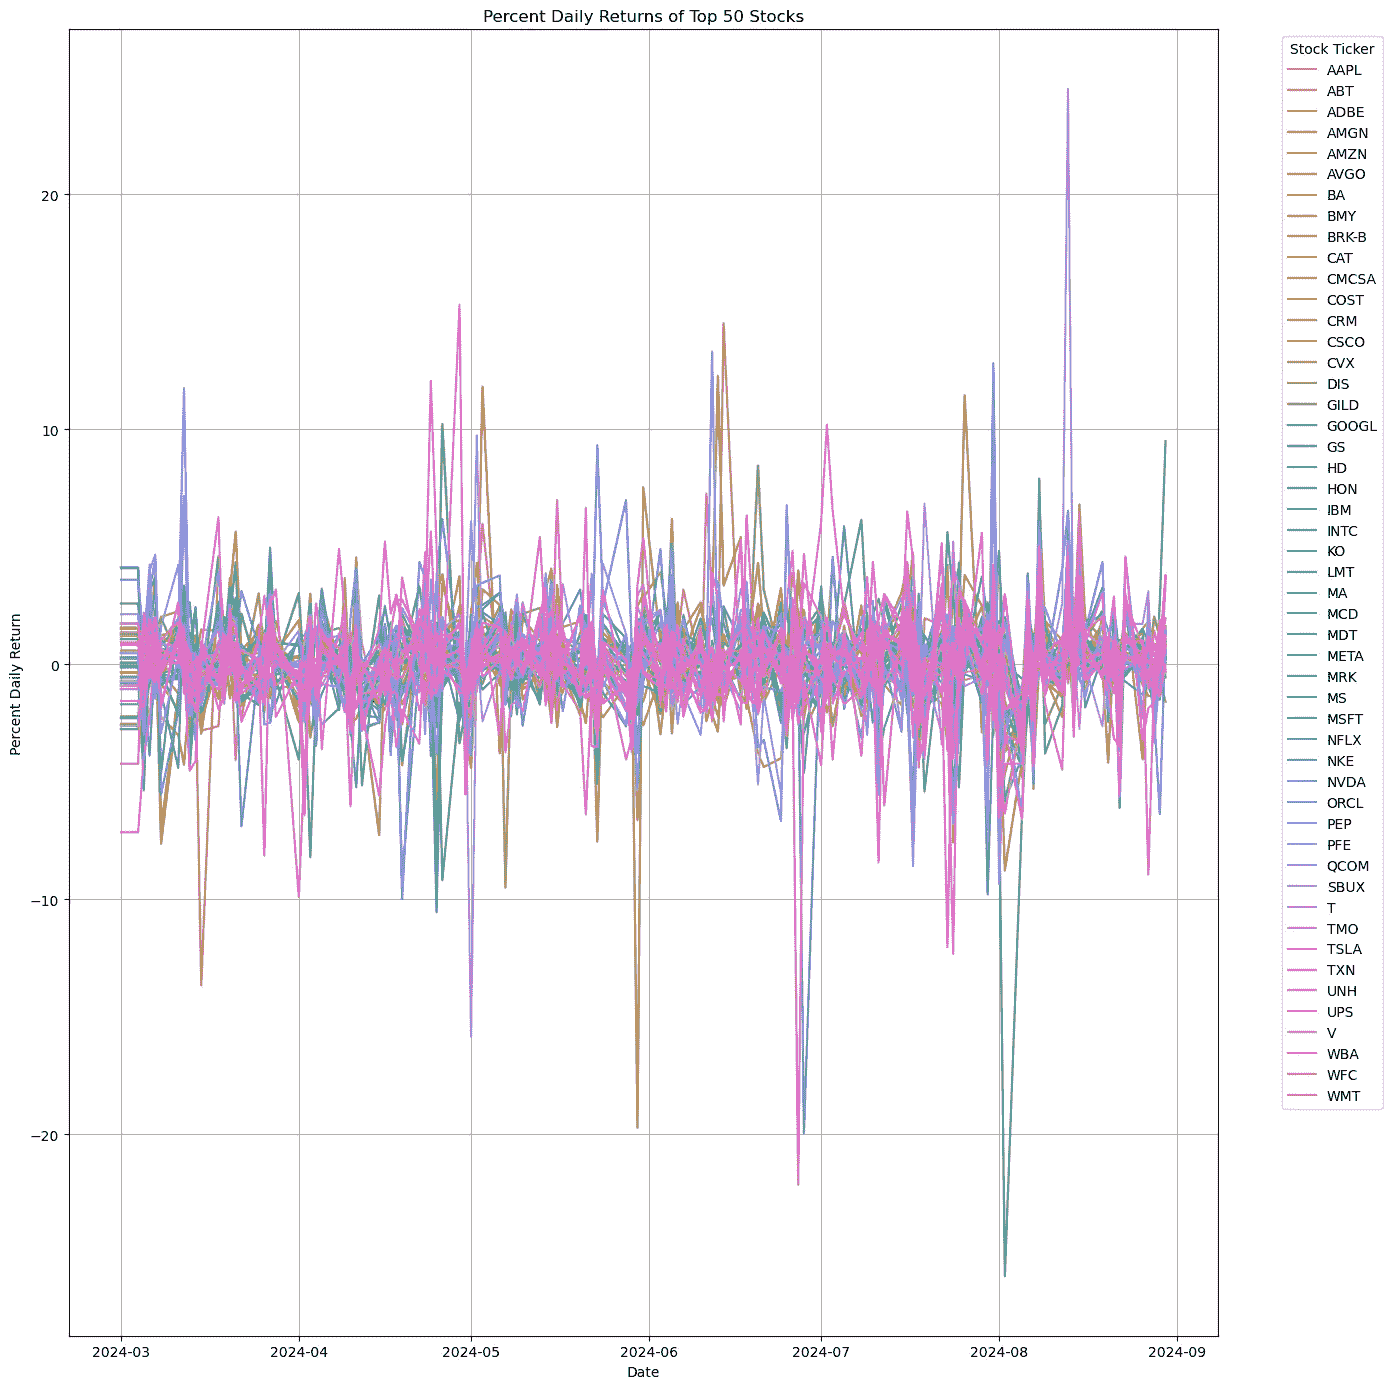 Percent Daily Returns of Top 50 Stocks
Stock Ticker
AAPL
ABT
ADBE
AMGN
AMZN
AVGO
BA
BMY
BRK-B
CAT
CMCSA
COST
CRM
CSCO
CVX
DIS
GILD
GOOGL
GS
HD
HON
IBM
INTC
KO
LMT
MA
MCD
MDT
META
MRK
MS
MSFT
NFLX
NKE
NVDA
ORCL
PEP
PFE
QCOM
SBUX
T
TMO
TSLA
TXN
UNH
UPS
V
WBA
WFC
WMT
Percent Daily Return
20
10
0
−10
−20
2024-03 2024-04 2024-05 2024-06 2024-07 2024-08 2024-09
Date